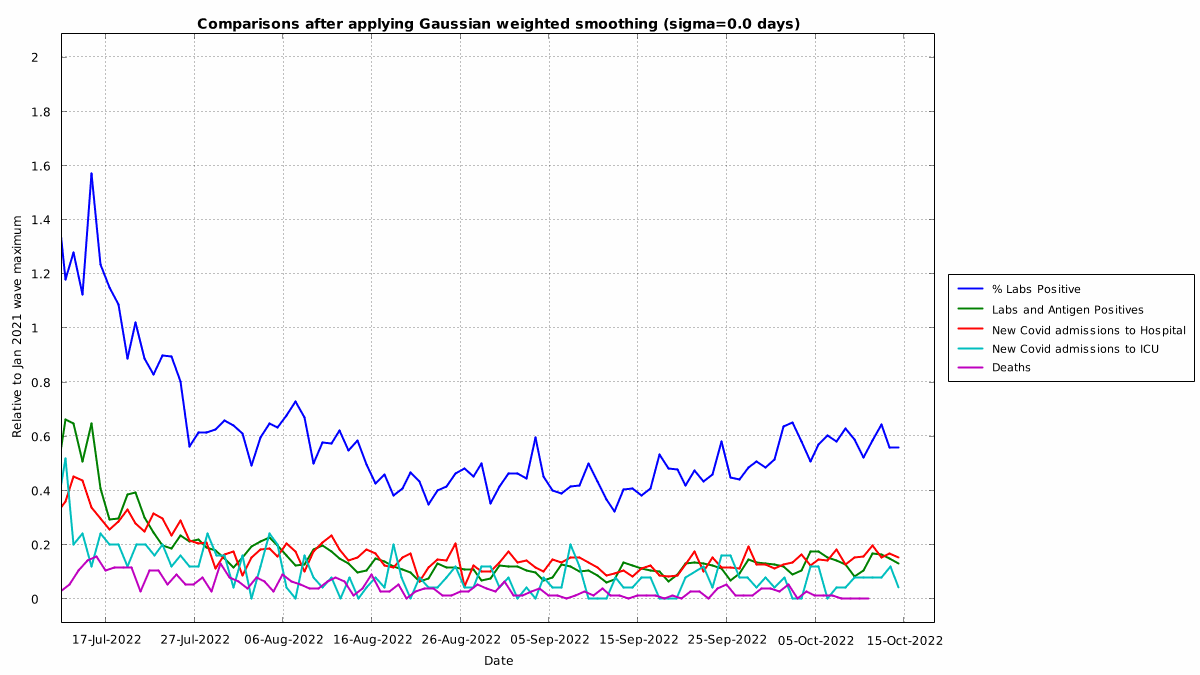 Comparisons after applying Gaussian weighted smoothing (sigma=0.0 days)
Relative to Jan 2021 wave maximum
2
1.8
1.6
1.4
1.2
1
0.8
0.6
0.4
0.2
0
17-Jul-2022 27-Jul-2022 06-Aug-2022 16-Aug-2022 26-Aug-2022 05-Sep-2022 15-Sep-2022 25-Sep-2022 05-Oct-2022 15-Oct-2022
Date
% Labs Positive
Labs and Antigen Positives
New Covid admissions to Hospital
New Covid admissions to ICU
Deaths